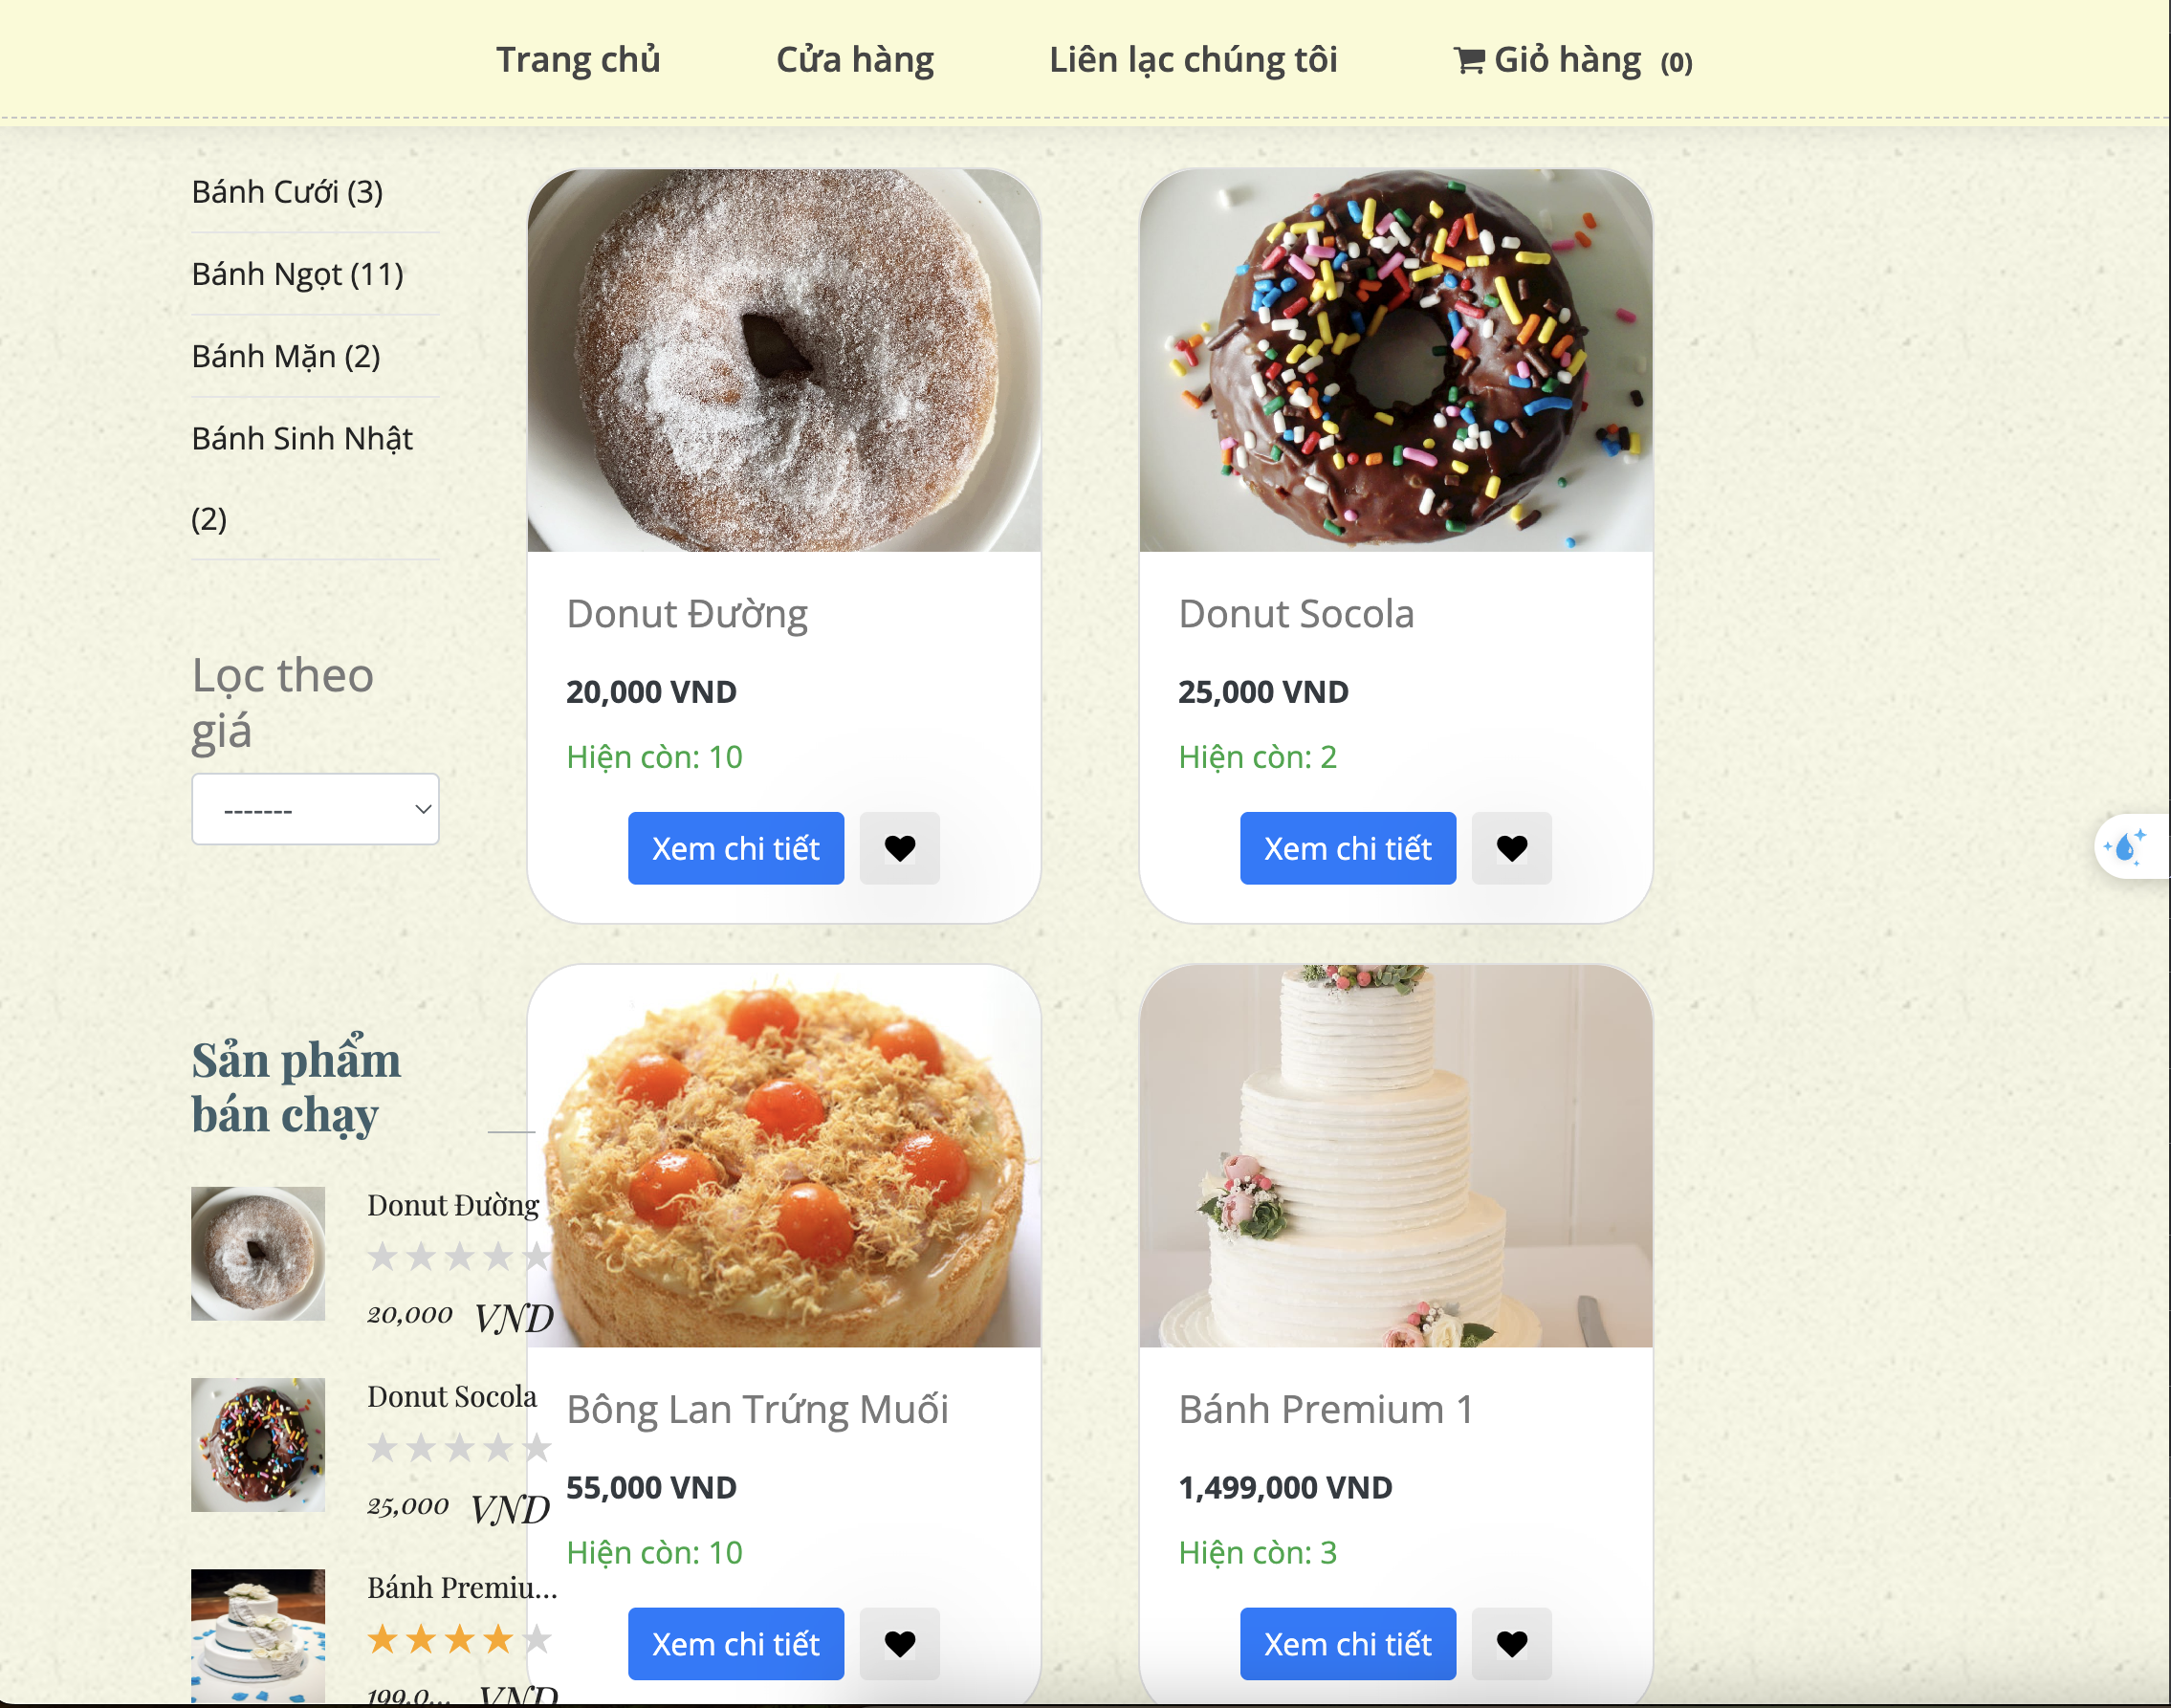 Trang chủ
Cửa hàng
Liên lạc chúng tôi
Giỏ hàng (0)
Bánh Cưới (3)
Bánh Ngọt (11)
Bánh Mặn (2)
Bánh Sinh Nhật
(2)
Lọc theo
giá
-------
Sản phẩm
bán chạy
Donut Đường
20,000 VND
Donut Socola
25,000 VND
Bánh Premiu...
199,0... VND
Donut Đường
20,000 VND
Hiện còn: 10
Xem chi tiết
Donut Socola
25,000 VND
Hiện còn: 2
Xem chi tiết
Bông Lan Trứng Muối
55,000 VND
Hiện còn: 10
Xem chi tiết
Bánh Premium 1
1,499,000 VND
Hiện còn: 3
Xem chi tiết